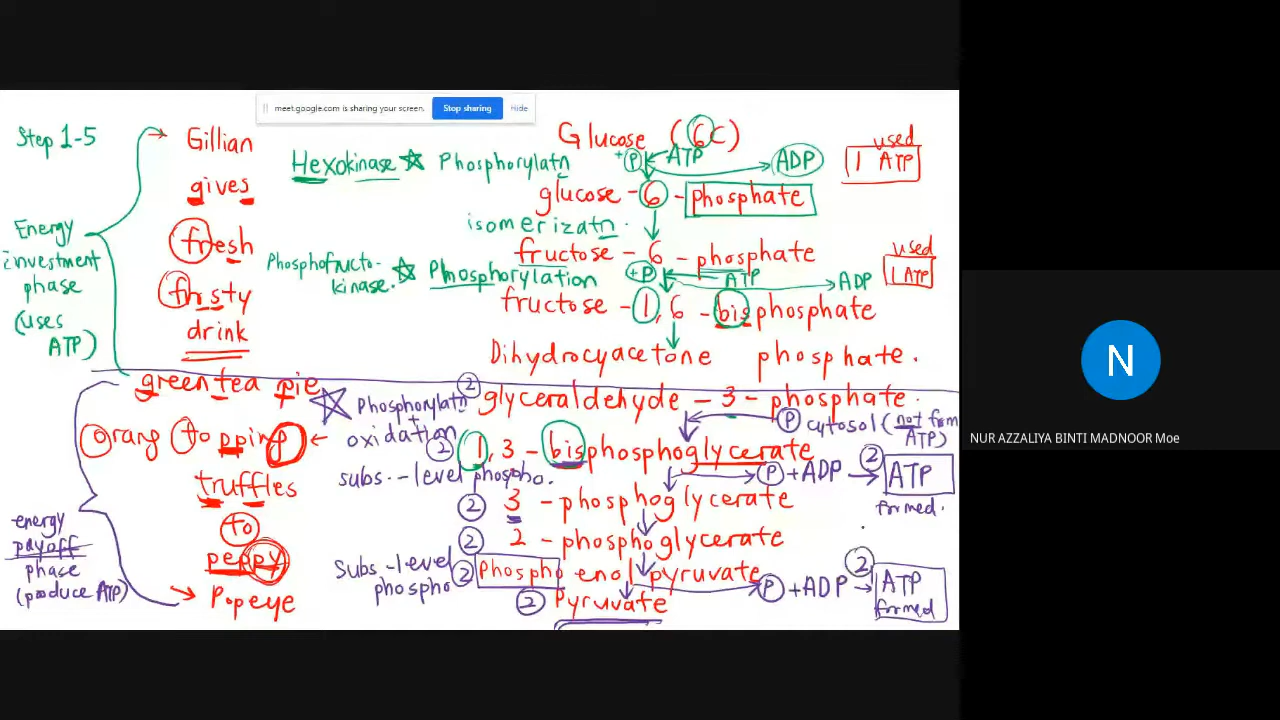 meet.google.com is sharing your screen. Stop sharing Hide
Step 1-5
Energy
investment
phase
(uses
ATP)
Gillian
gives
fresh
frosty
drink
green tea pie
orang topping
truffles
to
peppy
Popeye
energy
payoff
phase
(produce ATP)
Glucose (6C)
Hexokinase Phosphorylatn +P ATP ADP used 1 ATP
glucose-6-phosphate
isomerizatn.
fructose-6-phosphate
Phosphofructo-
kinase. Phosphorylation +P ATP ADP used 1 ATP
fructose-1,6-bisphosphate
Dihydrocyacetone phosphate.
2 glyceraldehyde-3-phosphate.
Phosphorylatn
+
oxidation
P cytosol (not from
ATP)
2 1,3-bisphosphoglycerate
subs.-level phospho. P + ADP → 2 ATP
formed.
2 3-phosphoglycerate
2 2-phosphoglycerate
Subs-level
phospho
2 Phosphoenol pyruvate
P + ADP → 2 ATP
formed
2 Pyruvate
N
NUR AZZALIYA BINTI MADNOOR Moe